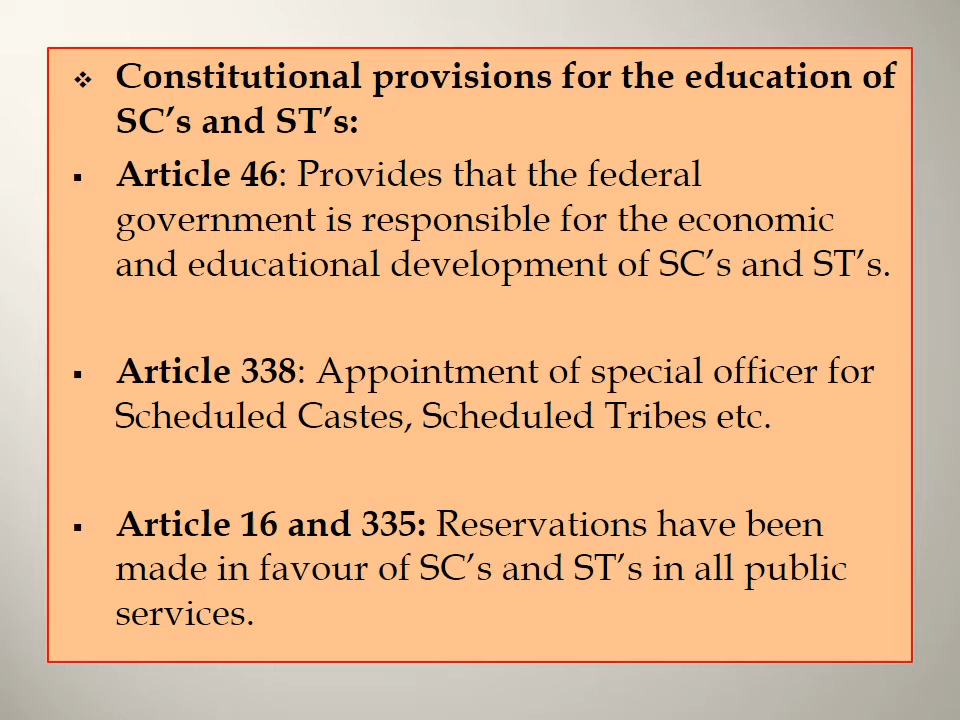 Constitutional provisions for the education of
SC’s and ST’s:
Article 46: Provides that the federal
government is responsible for the economic
and educational development of SC’s and ST’s.
Article 338: Appointment of special officer for
Scheduled Castes, Scheduled Tribes etc.
Article 16 and 335: Reservations have been
made in favour of SC’s and ST’s in all public
services.